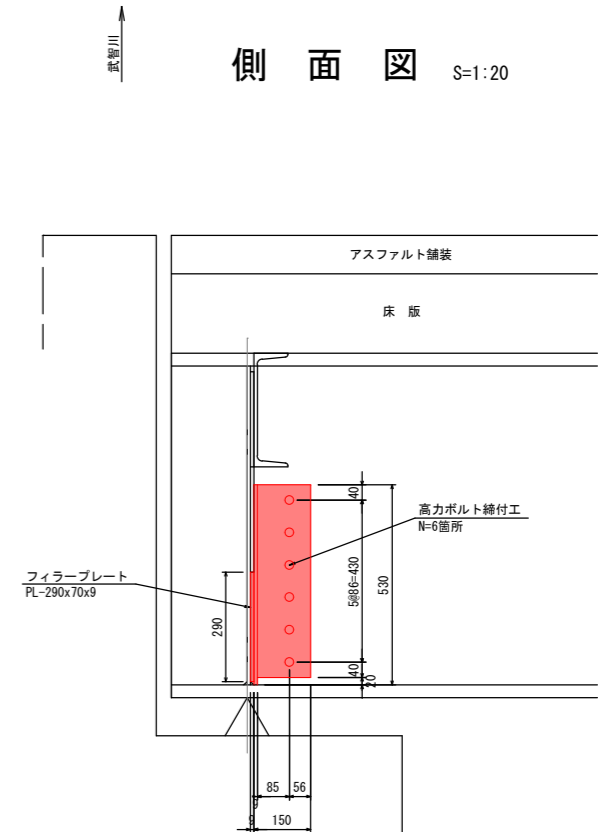 武智川
側面図 S=1:20
アスファルト舗装
床版
高力ボルト締付工
N=6箇所
フィラープレート
PL-290x70x9
40
5@86=430
530
290
40
20
85 56
9
9 150